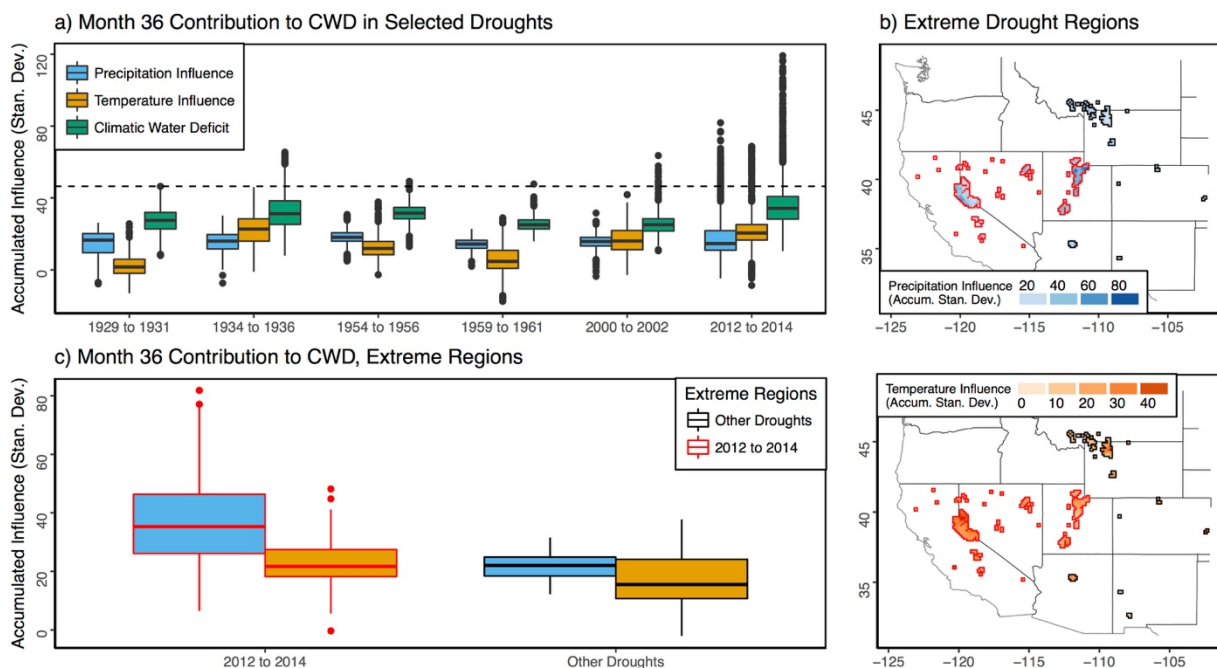 a) Month 36 Contribution to CWD in Selected Droughts
Accumulated Influence (Stan. Dev.)
120
80
40
0
Precipitation Influence
Temperature Influence
Climatic Water Deficit
1929 to 1931 1934 to 1936 1954 to 1956 1959 to 1961 2000 to 2002 2012 to 2014
b) Extreme Drought Regions
45
40
35
Precipitation Influence 20 40 60 80
(Accum. Stan. Dev.)
−125 −120 −115 −110 −105
c) Month 36 Contribution to CWD, Extreme Regions
Accumulated Influence (Stan. Dev.)
80
60
40
20
0
Extreme Regions
Other Droughts
2012 to 2014
2012 to 2014 Other Droughts
Temperature Influence
(Accum. Stan. Dev.) 0 10 20 30 40
45
40
35
−125 −120 −115 −110 −105